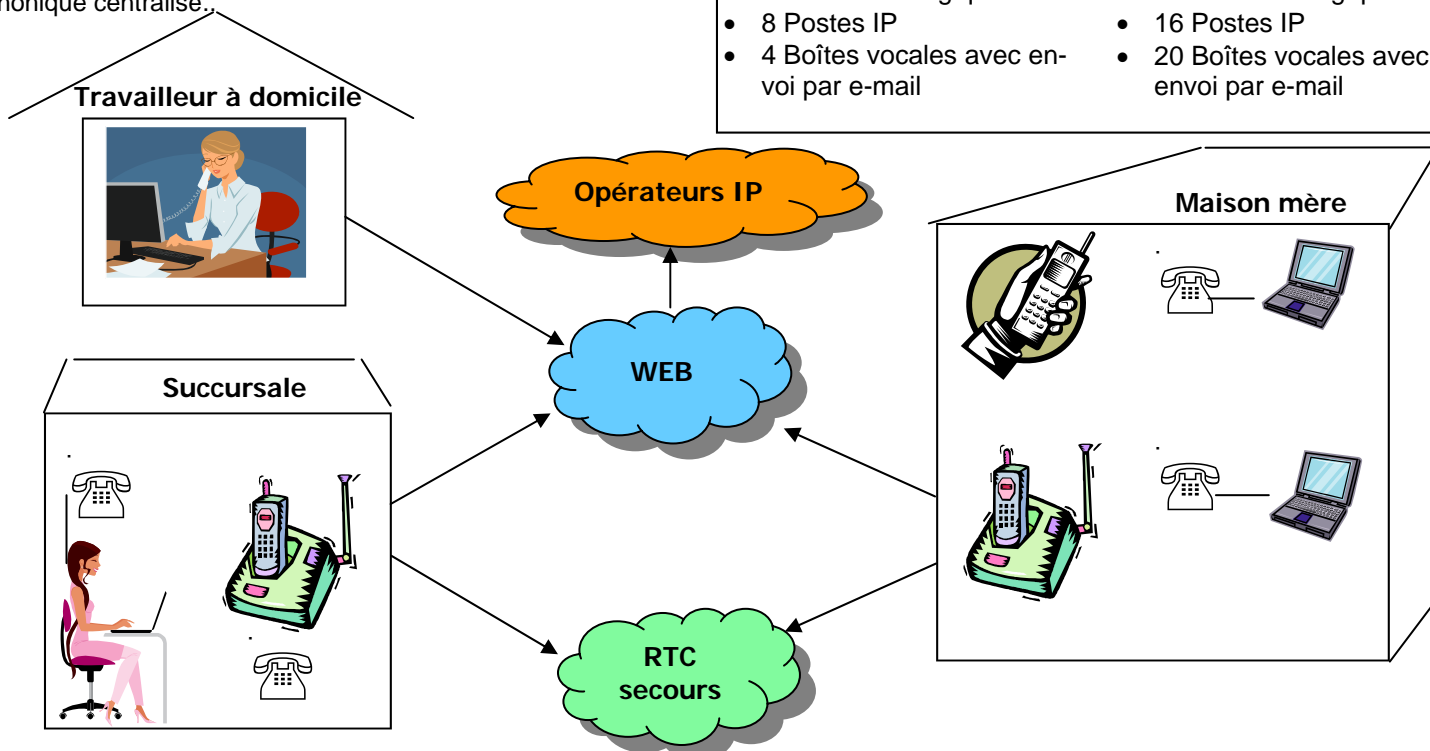 centralisé..
• 8 Postes IP
• 4 Boîtes vocales avec en-
voi par e-mail
• 16 Postes IP
• 20 Boîtes vocales avec
envoi par e-mail
Travailleur à domicile
Opérateurs IP
Maison mère
WEB
Succursale
RTC
secours